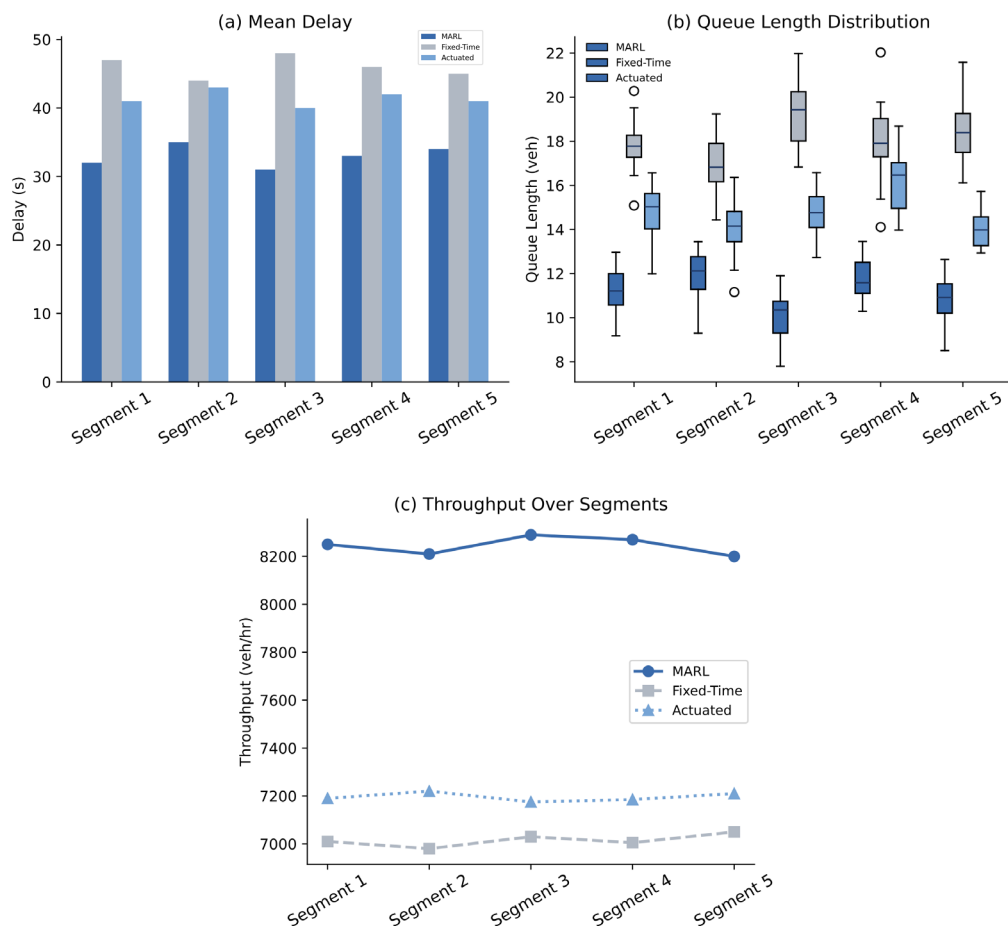 (a) Mean Delay
MARL
Fixed-Time
Actuated
Delay (s)
50
40
30
20
10
0
Segment 1
Segment 2
Segment 3
Segment 4
Segment 5
(b) Queue Length Distribution
MARL
Fixed-Time
Actuated
Queue Length (veh)
22
20
18
16
14
12
10
8
Segment 1
Segment 2
Segment 3
Segment 4
Segment 5
(c) Throughput Over Segments
MARL
Fixed-Time
Actuated
Throughput (veh/hr)
8200
8000
7800
7600
7400
7200
7000
Segment 1
Segment 2
Segment 3
Segment 4
Segment 5